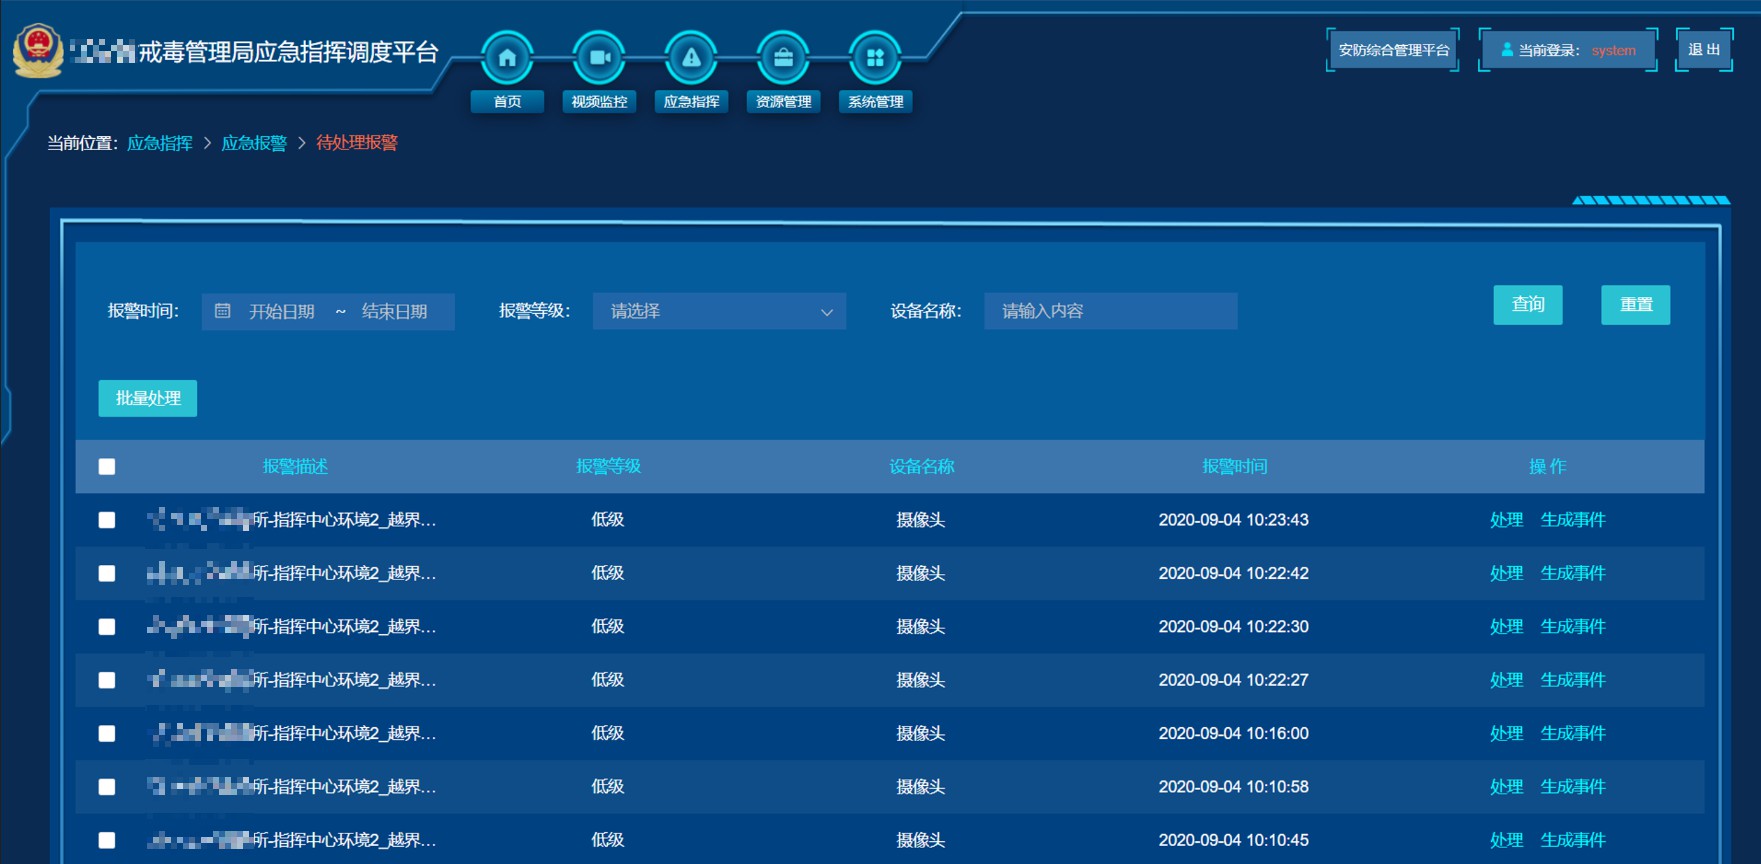 戒毒管理局应急指挥调度平台
首页 视频监控 应急指挥 资源管理 系统管理
安防综合管理平台 当前登录： system 退 出
当前位置： 应急指挥 > 应急报警 > 待处理报警
报警时间： 开始日期 ~ 结束日期 报警等级： 请选择 设备名称： 请输入内容 查询 重置
批量处理
报警描述 报警等级 设备名称 报警时间 操 作
所-指挥中心环境2_越界... 低级 摄像头 2020-09-04 10:23:43 处理 生成事件
所-指挥中心环境2_越界... 低级 摄像头 2020-09-04 10:22:42 处理 生成事件
所-指挥中心环境2_越界... 低级 摄像头 2020-09-04 10:22:30 处理 生成事件
所-指挥中心环境2_越界... 低级 摄像头 2020-09-04 10:22:27 处理 生成事件
所-指挥中心环境2_越界... 低级 摄像头 2020-09-04 10:16:00 处理 生成事件
所-指挥中心环境2_越界... 低级 摄像头 2020-09-04 10:10:58 处理 生成事件
所-指挥中心环境2_越界... 低级 摄像头 2020-09-04 10:10:45 处理 生成事件